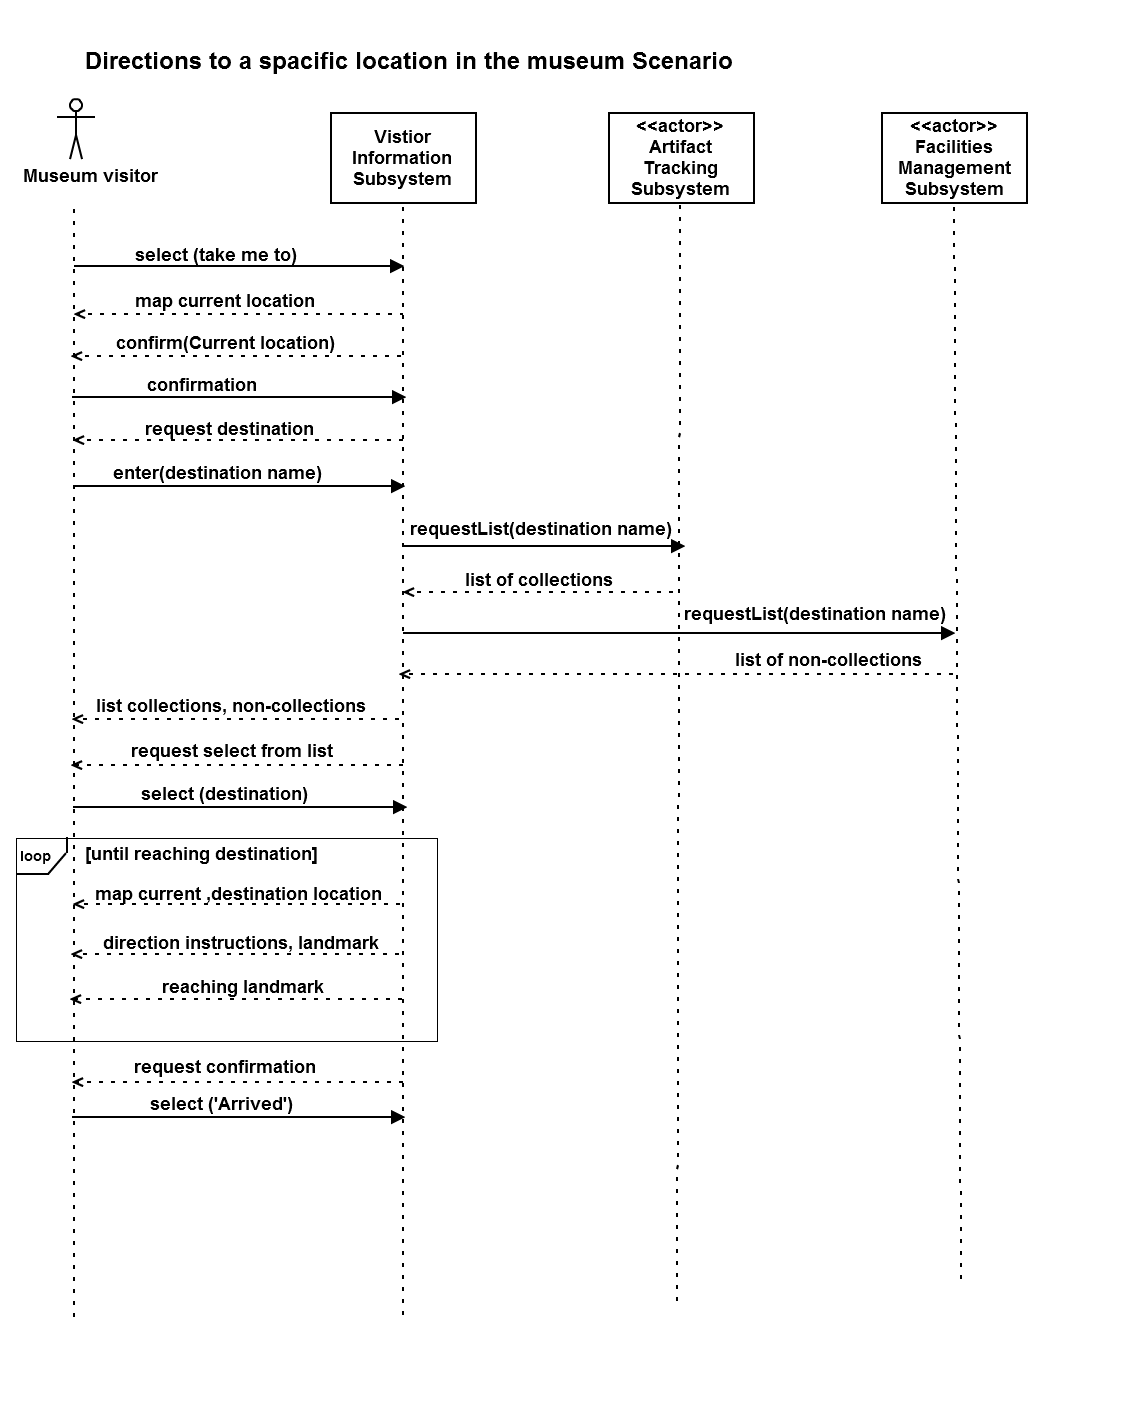 Directions to a spacific location in the museum Scenario
Museum visitor
Vistior
Information
Subsystem
<<actor>>
Artifact
Tracking
Subsystem
<<actor>>
Facilities
Management
Subsystem
select (take me to)
map current location
confirm(Current location)
confirmation
request destination
enter(destination name)
requestList(destination name)
list of collections
requestList(destination name)
list of non-collections
list collections, non-collections
request select from list
select (destination)
loop
[until reaching destination]
map current ,destination location
direction instructions, landmark
reaching landmark
request confirmation
select ('Arrived')